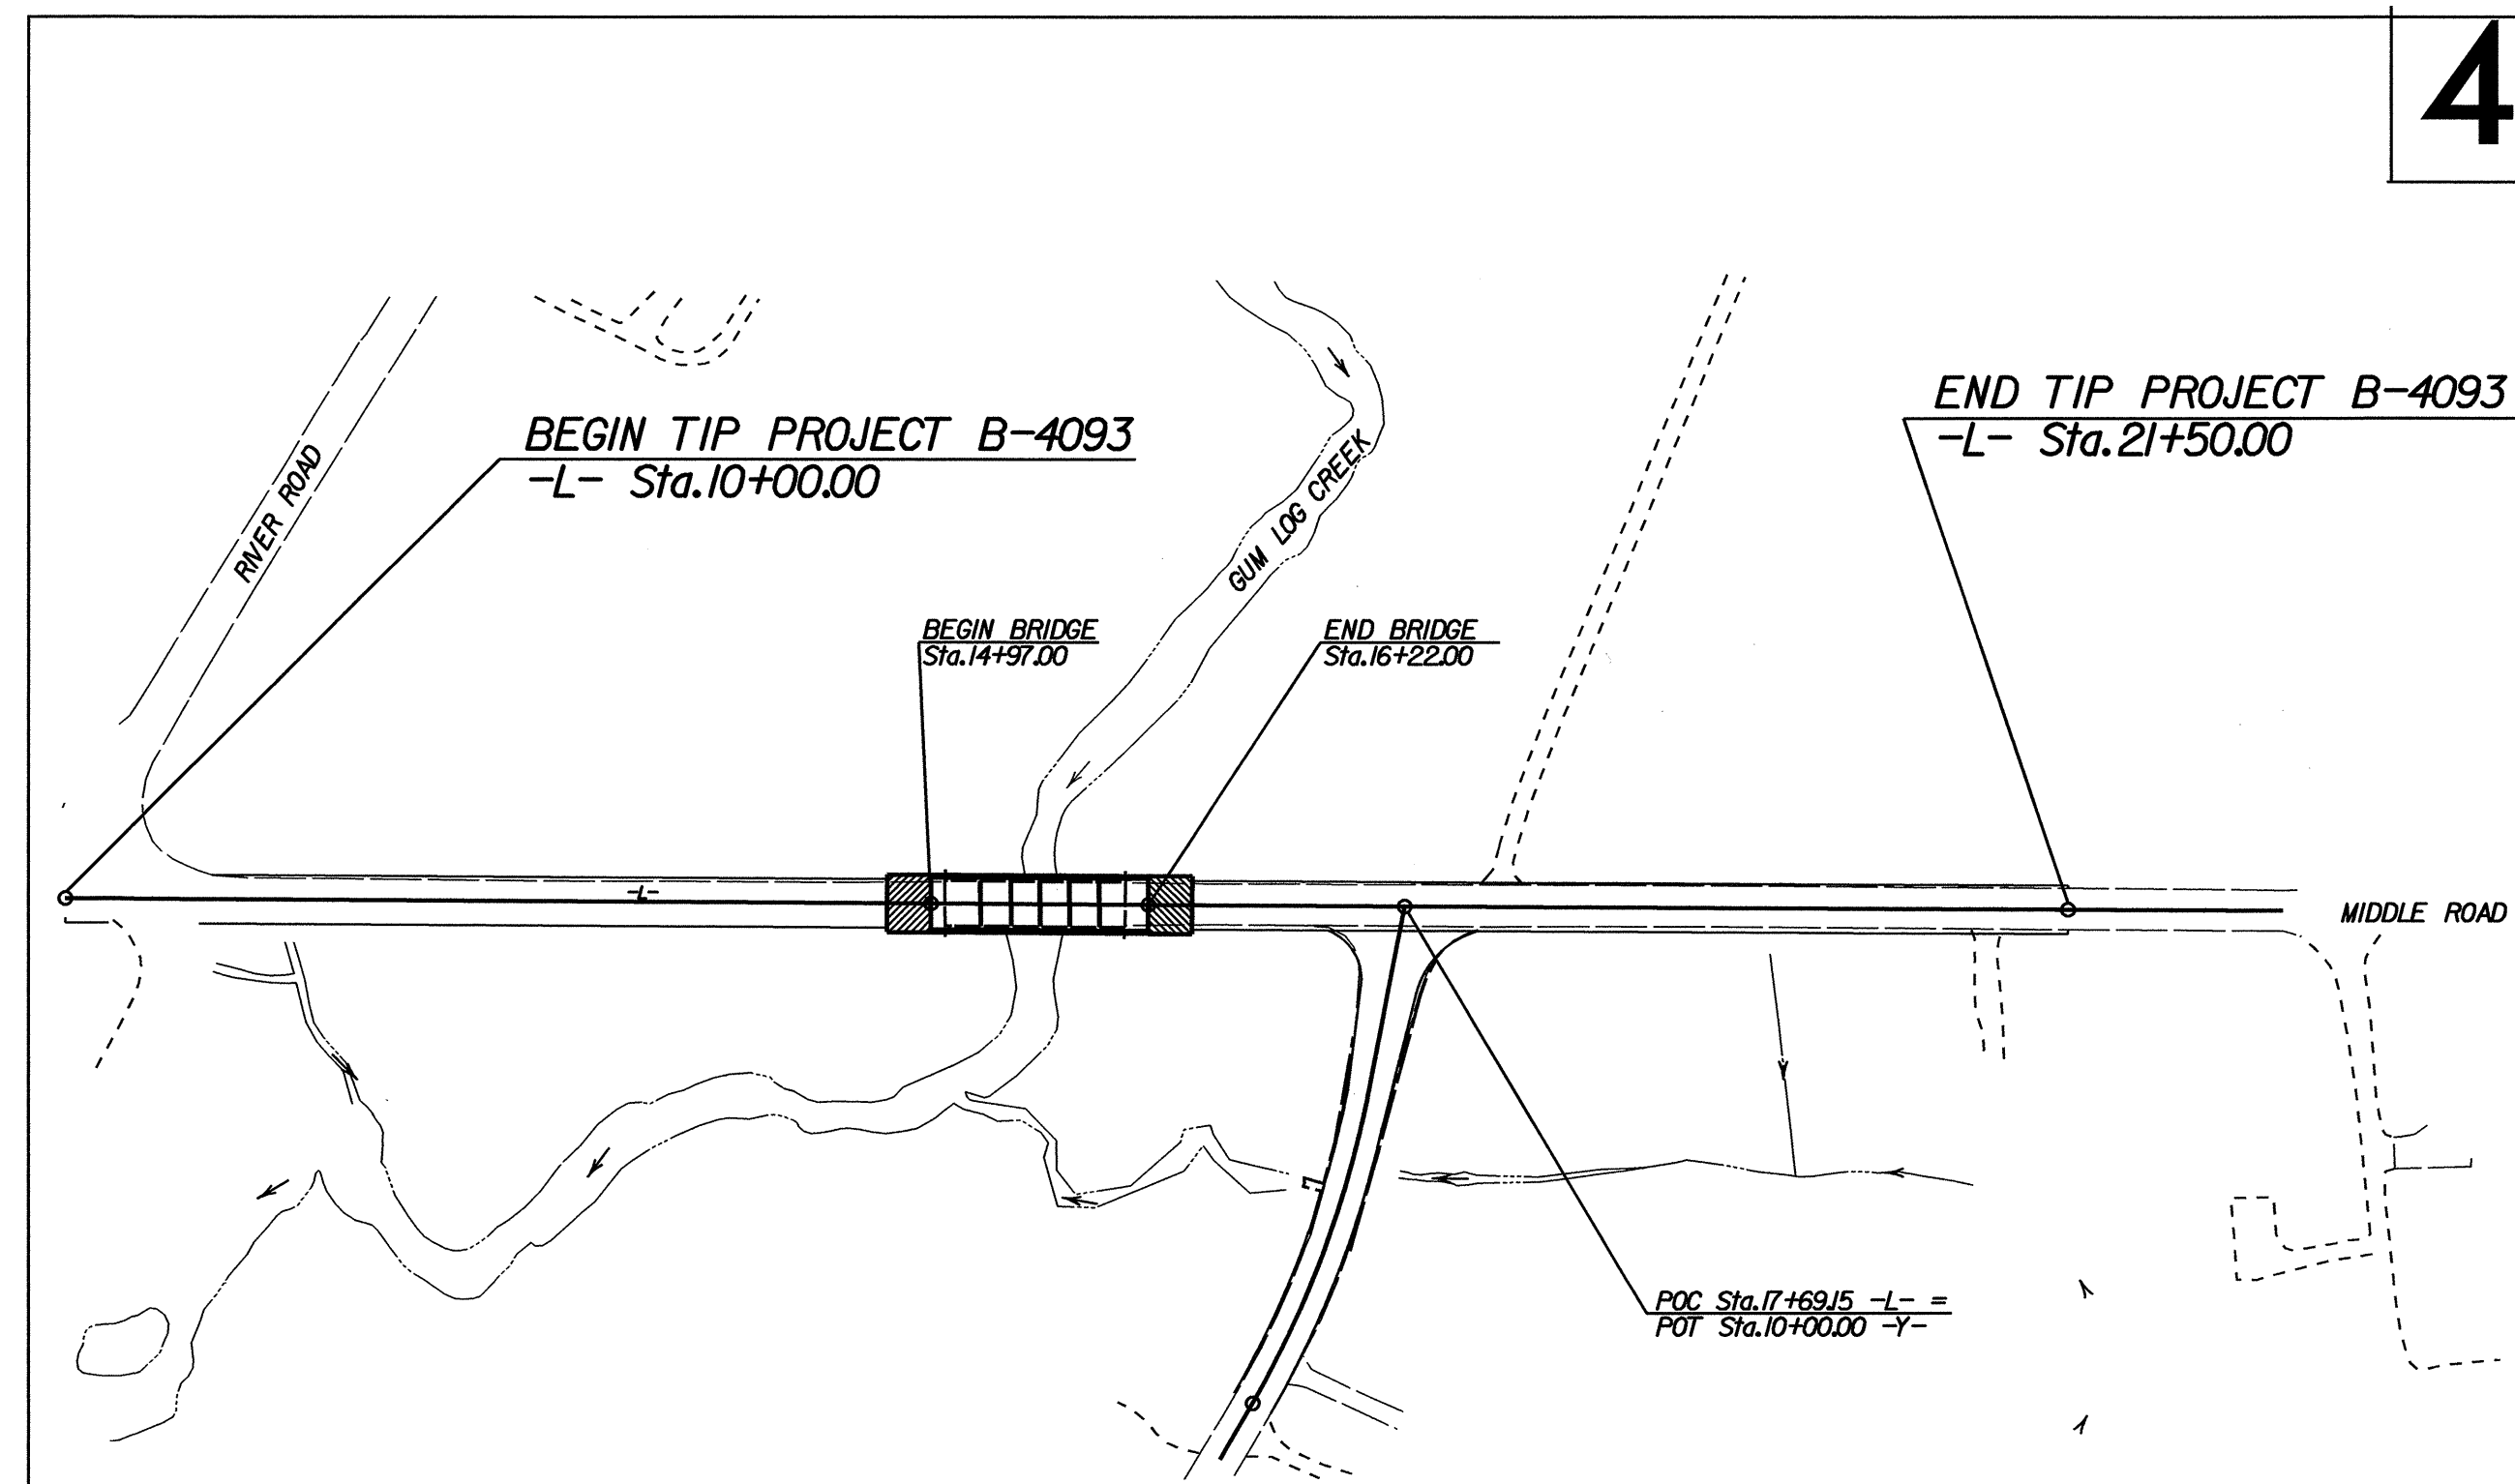 4
BEGIN TIP PROJECT B-4093
-L- Sta.10+00.00
END TIP PROJECT B-4093
-L- Sta.21+50.00
RIVER ROAD
GUM LOG CREEK
BEGIN BRIDGE
Sta.14+97.00
END BRIDGE
Sta.16+22.00
-L-
MIDDLE ROAD
POC Sta.17+69.15 -L- =
POT Sta.10+00.00 -Y-